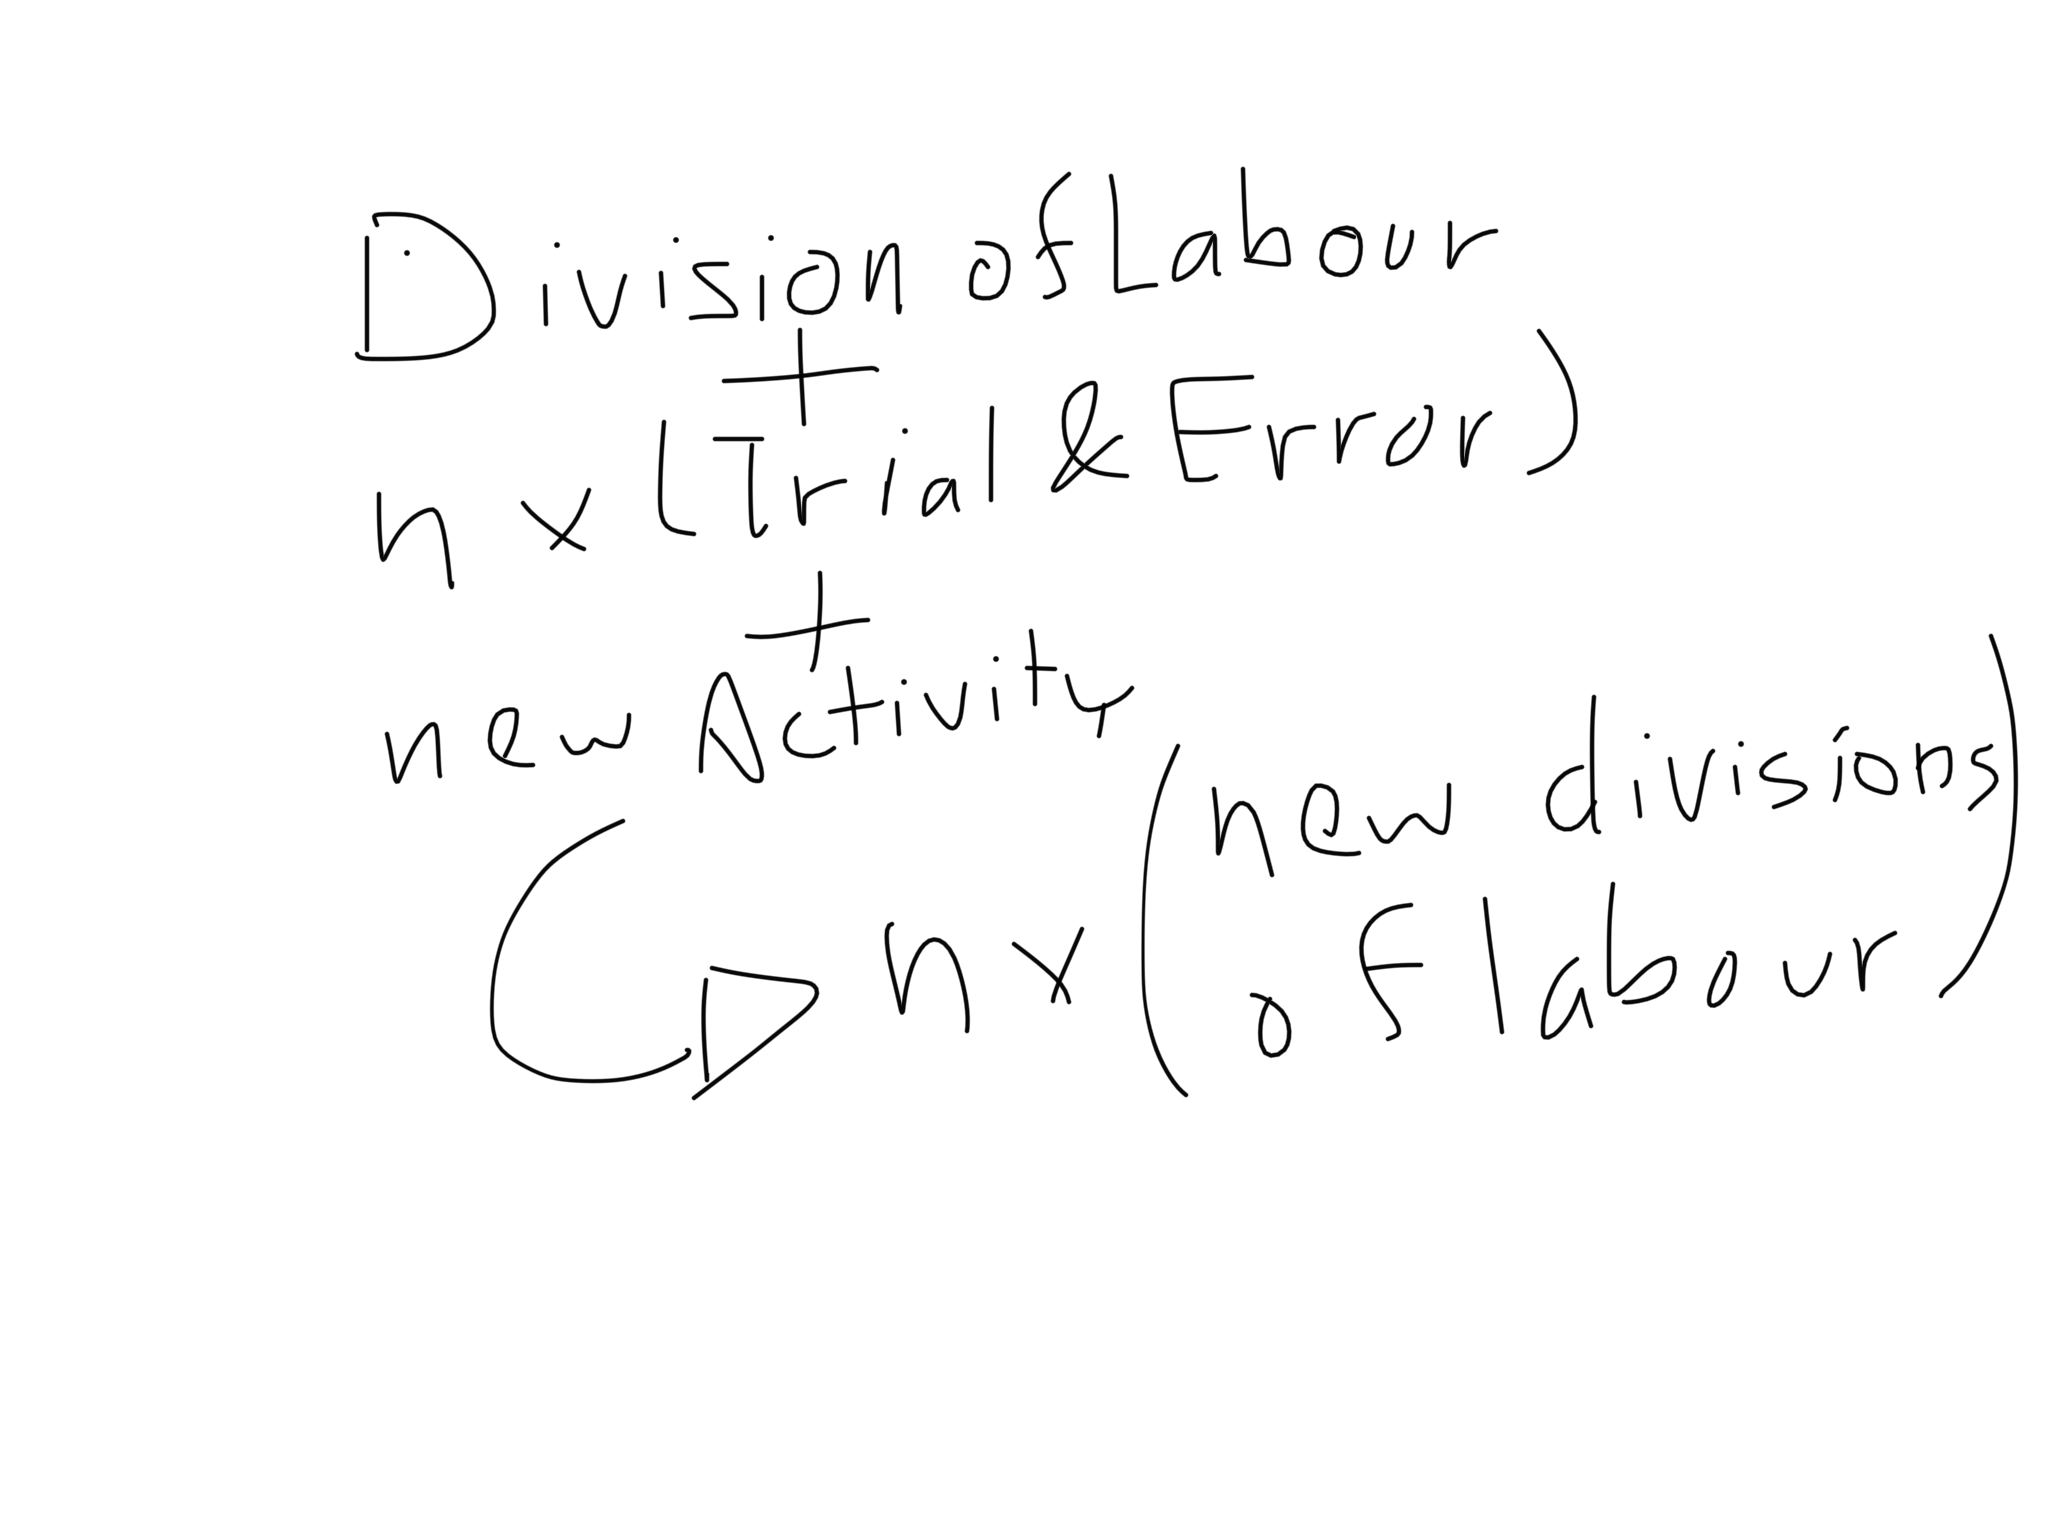 Division of Labour
+
n x (Trial & Error)
+
new Activity
n x (new divisions
of labour)